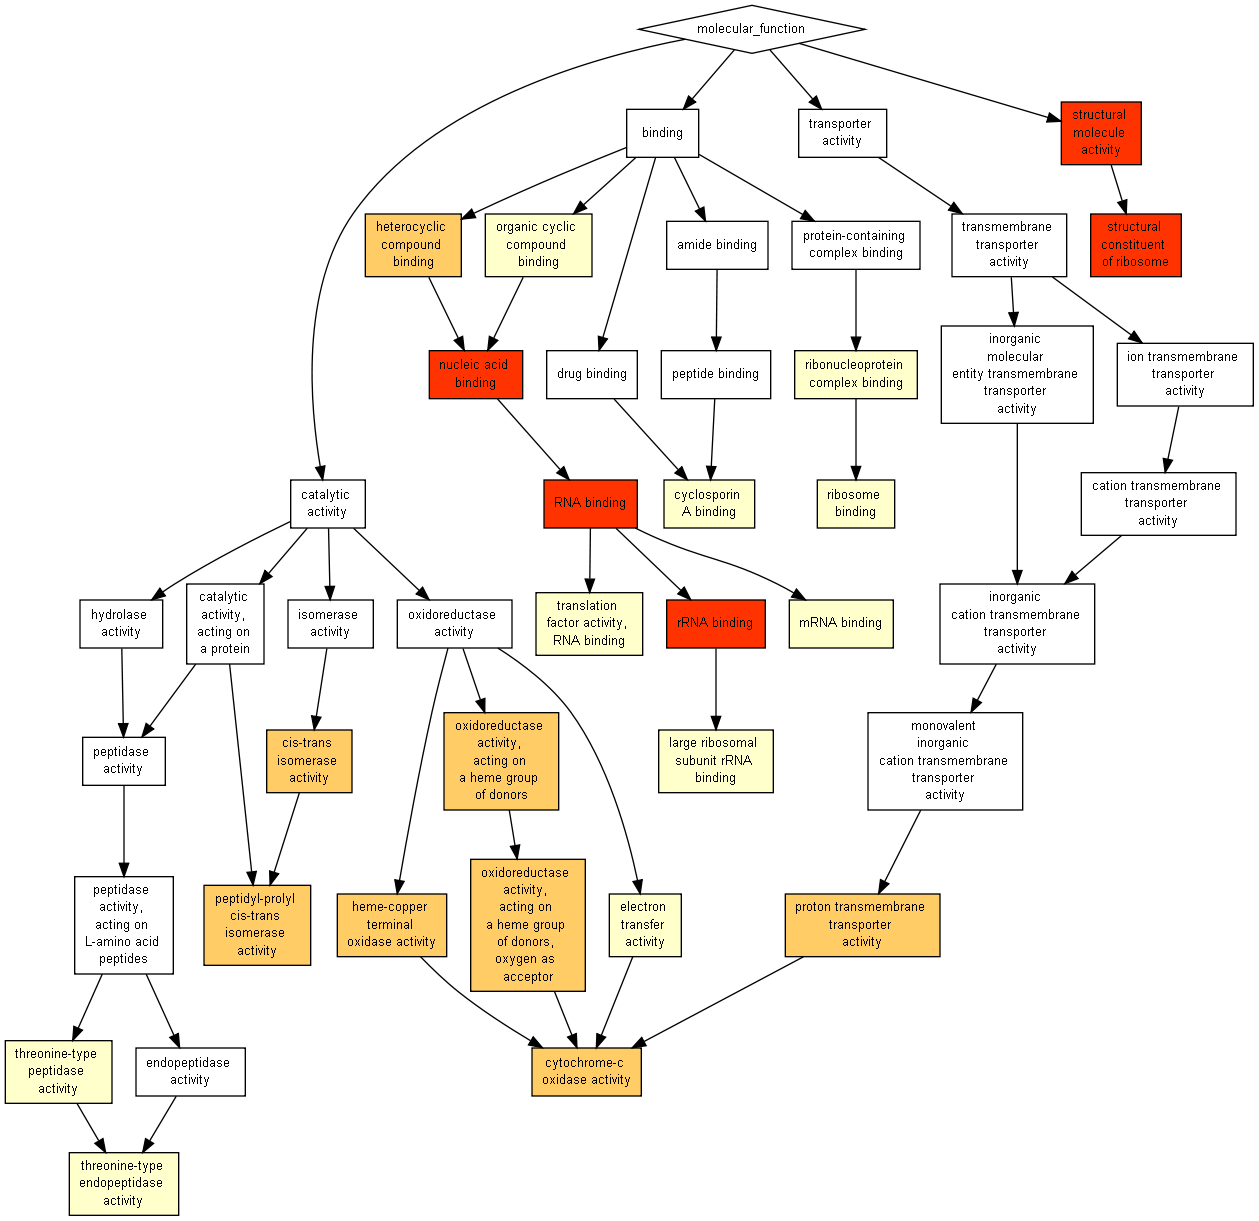 molecular_function
binding
transporter
activity
structural
molecule
activity
heterocyclic
compound
binding
organic cyclic
compound
binding
amide binding
protein-containing
complex binding
transmembrane
transporter
activity
structural
constituent
of ribosome
nucleic acid
binding
drug binding
peptide binding
ribonucleoprotein
complex binding
inorganic
molecular
entity transmembrane
transporter
activity
ion transmembrane
transporter
activity
catalytic
activity
RNA binding
cyclosporin
A binding
ribosome
binding
cation transmembrane
transporter
activity
hydrolase
activity
catalytic
activity,
acting on
a protein
isomerase
activity
oxidoreductase
activity
translation
factor activity,
RNA binding
rRNA binding
mRNA binding
inorganic
cation transmembrane
transporter
activity
peptidase
activity
cis-trans
isomerase
activity
oxidoreductase
activity,
acting on
a heme group
of donors
large ribosomal
subunit rRNA
binding
monovalent
inorganic
cation transmembrane
transporter
activity
peptidase
activity,
acting on
L-amino acid
peptides
peptidyl-prolyl
cis-trans
isomerase
activity
heme-copper
terminal
oxidase activity
oxidoreductase
activity,
acting on
a heme group
of donors,
oxygen as
acceptor
electron
transfer
activity
proton transmembrane
transporter
activity
threonine-type
peptidase
activity
endopeptidase
activity
cytochrome-c
oxidase activity
threonine-type
endopeptidase
activity